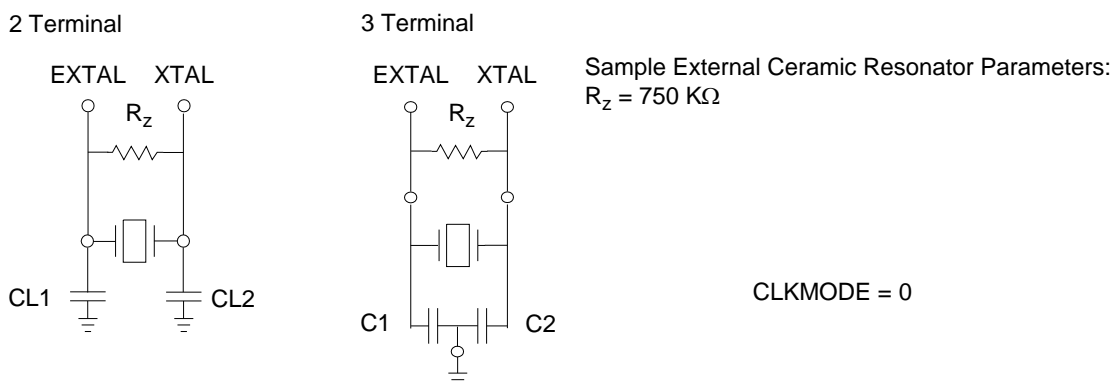 2 Terminal
3 Terminal
EXTAL XTAL
EXTAL XTAL
Sample External Ceramic Resonator Parameters:
Rz = 750 KΩ
Rz
Rz
CL1
CL2
CLKMODE = 0
C1
C2